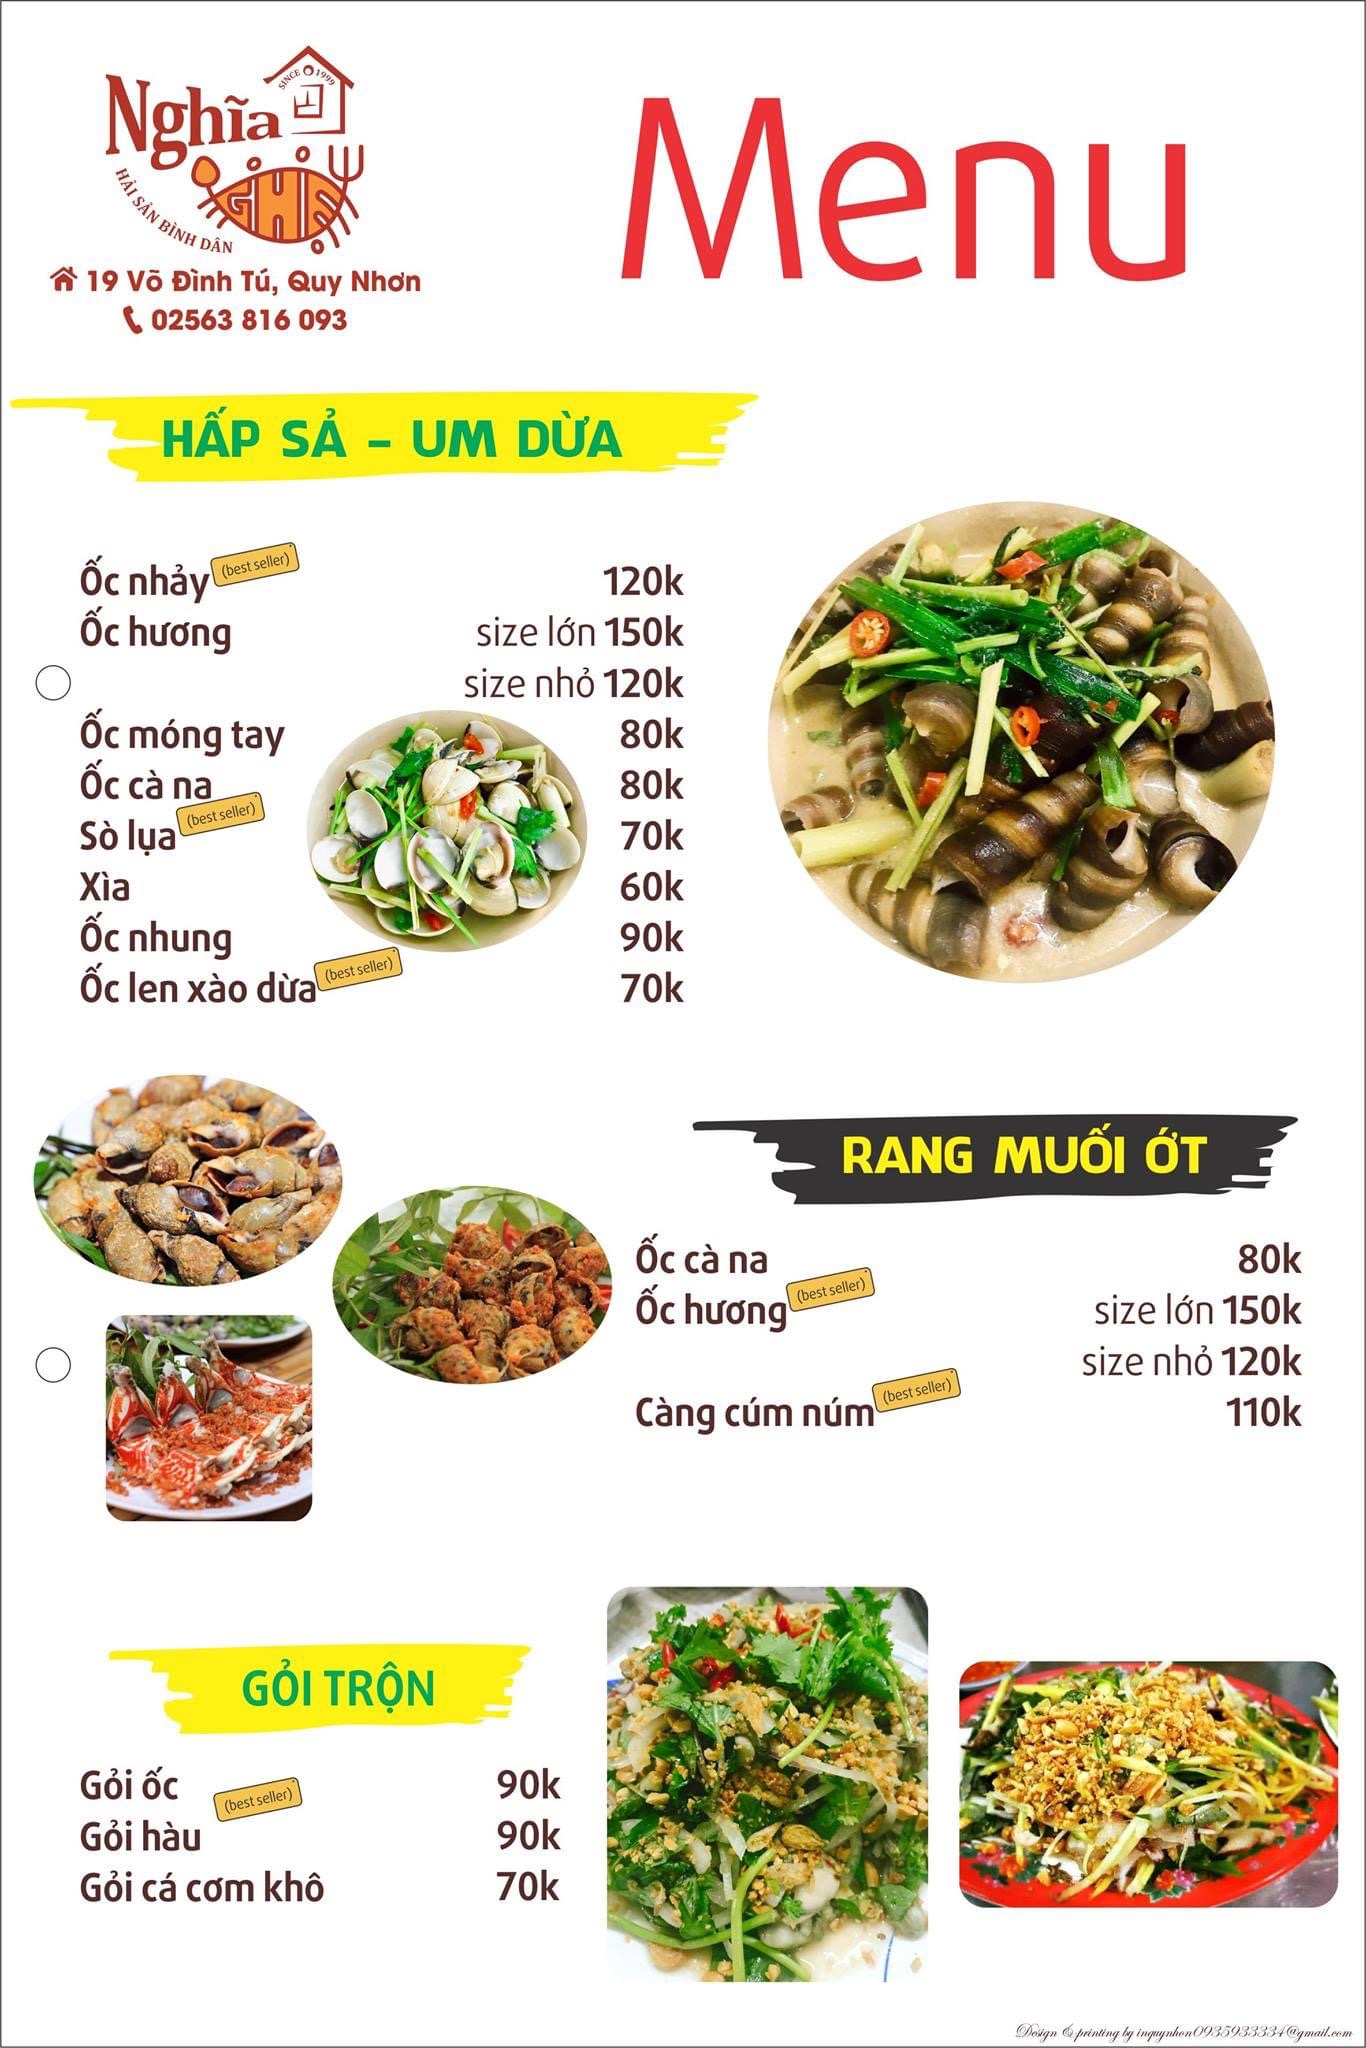 Nghĩa
SINCE 1999
GHẸ
HẢI SẢN BÌNH DÂN
19 Võ Đình Tú, Quy Nhơn
02563 816 093
Menu
HẤP SẢ - UM DỪA
Ốc nhảy (best seller) 120k
Ốc hương size lớn 150k
size nhỏ 120k
Ốc móng tay 80k
Ốc cà na 80k
Sò lụa (best seller) 70k
Xìa 60k
Ốc nhung 90k
Ốc len xào dừa (best seller) 70k
RANG MUỐI ỚT
Ốc cà na 80k
Ốc hương (best seller) size lớn 150k
size nhỏ 120k
Càng cúm núm (best seller) 110k
GỎI TRỘN
Gỏi ốc 90k
Gỏi hàu (best seller) 90k
Gỏi cá cơm khô 70k
Design & printing by inquynhon0935933334@gmail.com